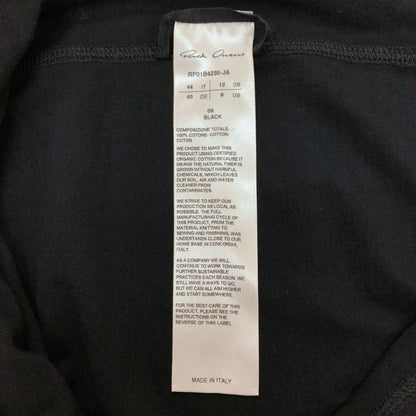 Rick Owens
RP01B4235-JA
44 IT 12 GB
40 DE 8 US
09
BLACK
COMPOSIZIONE TOTALE-
100% COTONE- COTTON-
COTON
WE CHOSE TO MAKE THIS
PRODUCT USING CERTIFIED
ORGANIC COTTON BECAUSE IT
MEANS THE NATURAL FIBER IS
GROWN WITHOUT HARMFUL
CHEMICALS, WHICH LEAVES
OUR SOIL, AIR AND WATER
CLEANER FROM
CONTAMINATES.
WE STRIVE TO KEEP OUR
PRODUCTION AS LOCAL AS
POSSIBLE. THE FULL
MANUFACTURING CYCLE OF
THIS PRODUCT, FROM THE
MATERIAL KNITTING TO
SEWING AND FINISHING, WAS
UNDERTAKEN CLOSE TO OUR
HOME BASE IN CONCORDIA,
ITALY.
AS A COMPANY WE WILL
CONTINUE TO WORK TOWARDS
FURTHER SUSTAINABLE
PRACTICES EACH SEASON. WE
STILL HAVE A WAYS TO GO,
BUT WE CAN ALL AIM HIGHER
AND START SOMEWHERE.
FOR THE BEST CARE OF THIS
PRODUCT, PLEASE FOLLOW THE
INSTRUCTIONS ON THE
REVERSE OF THIS LABEL.
MADE IN ITALY